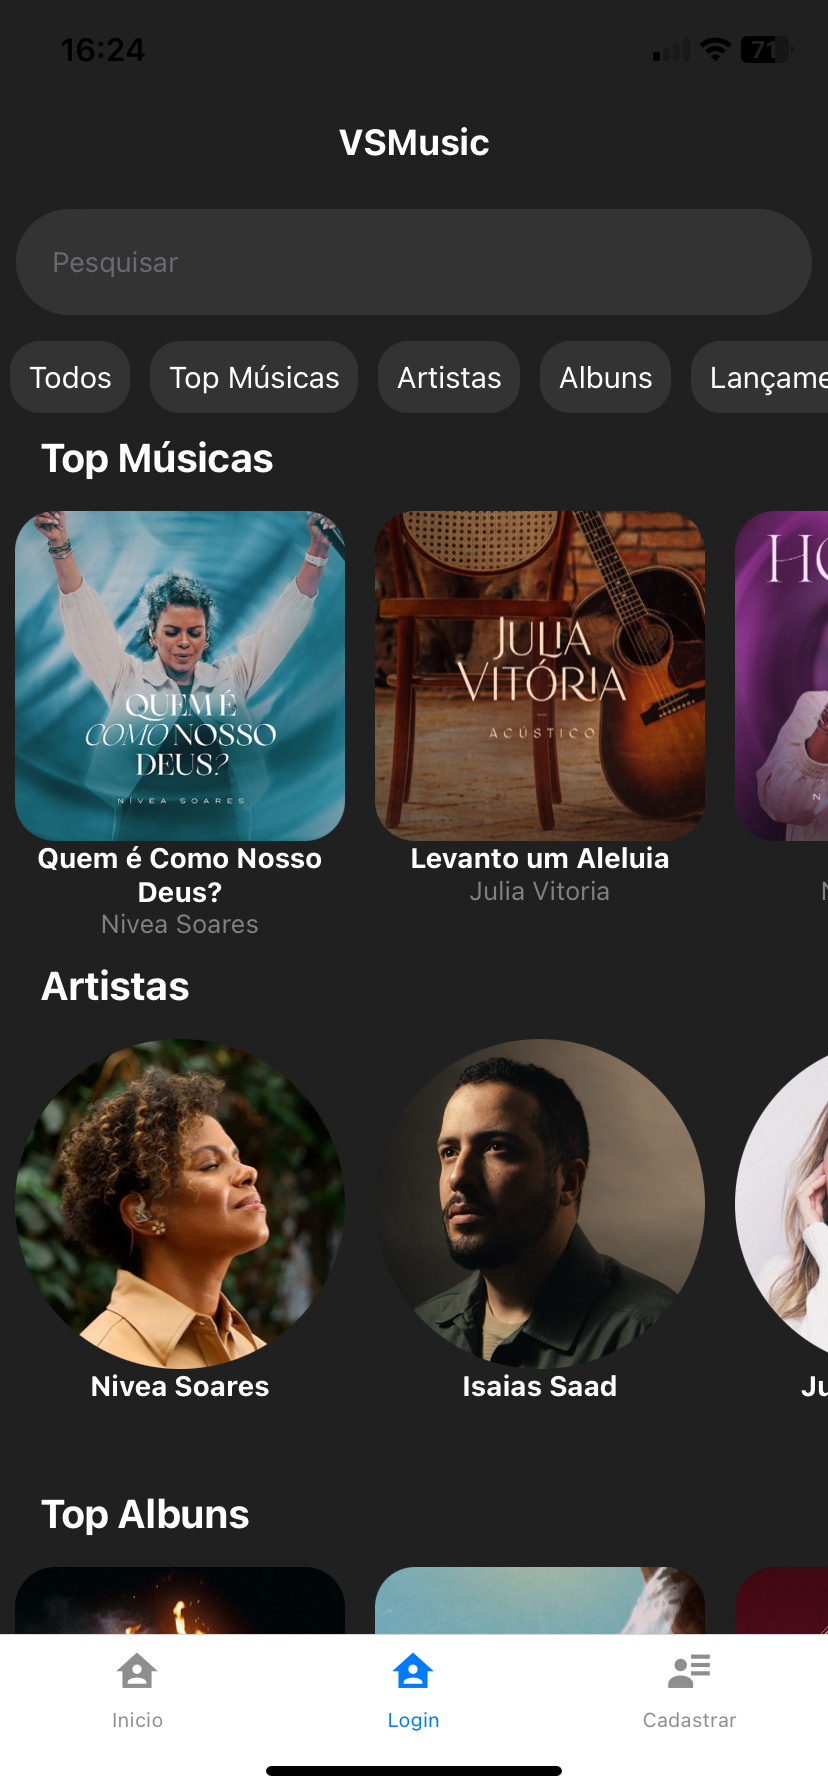 16:24
71
VSMusic
Pesquisar
Todos
Top Músicas
Artistas
Albuns
Lançame
Top Músicas
QUEM É
COMO NOSSO
DEUS?
NÍVEA SOARES
JULIA
VITÓRIA
ACÚSTICO
HO
N
Quem é Como Nosso
Deus?
Nivea Soares
Levanto um Aleluia
Julia Vitoria
N
Artistas
Nivea Soares
Isaias Saad
Ju
Top Albuns
Inicio
Login
Cadastrar